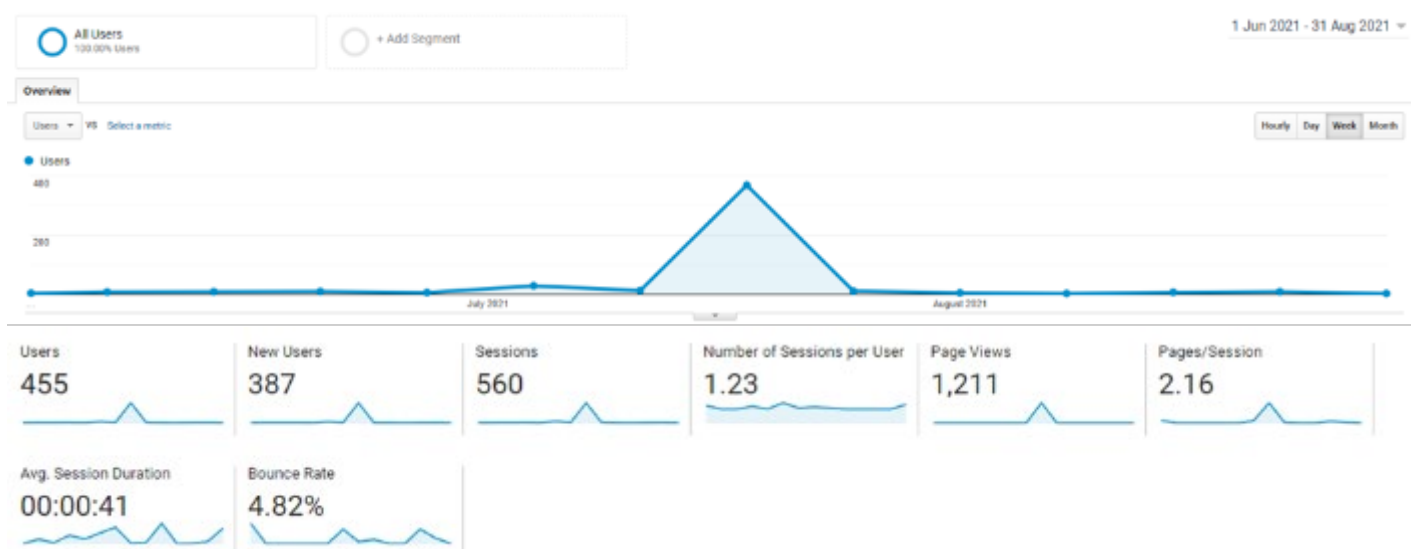 All Users
100.00% Users
+ Add Segment
1 Jun 2021 - 31 Aug 2021
Overview
Users VS Select a metric
Hourly Day Week Month
Users
400
200
...
July 2021
August 2021
Users
455
New Users
387
Sessions
560
Number of Sessions per User
1.23
Page Views
1,211
Pages/Session
2.16
Avg. Session Duration
00:00:41
Bounce Rate
4.82%